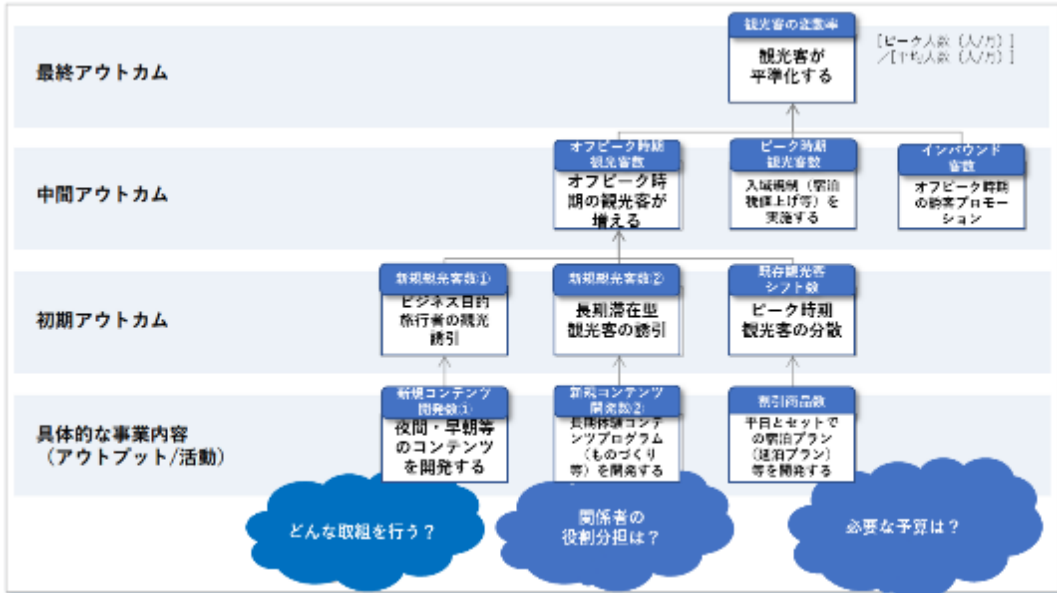 最終アウトカム
観光客の変動率
観光客が
平準化する
[ピーク人数（人/月）]
／[平均人数（人/月）]
中間アウトカム
オフピーク時期
観光客数
オフピーク時
期の観光客が
増える
ピーク時期
観光客数
入域規制（宿泊
税値上げ等）を
実施する
インバウンド
客数
オフピーク時期
の誘客プロモー
ション
初期アウトカム
新規観光客数①
ビジネス目的
旅行者の観光
誘引
新規観光客数②
長期滞在型
観光客の誘引
既存観光客
シフト数
ピーク時期
観光客の分散
具体的な事業内容
（アウトプット/活動）
新規コンテンツ
開発数①
夜間・早朝等
のコンテンツ
を開発する
新規コンテンツ
開発数②
長期体験コンテ
ンツプログラム
（ものづくり
等）を開発する
割引商品数
平日とセットで
の宿泊プラン
（連泊プラン）
等を開発する
どんな取組を行う？
関係者の
役割分担は？
必要な予算は？